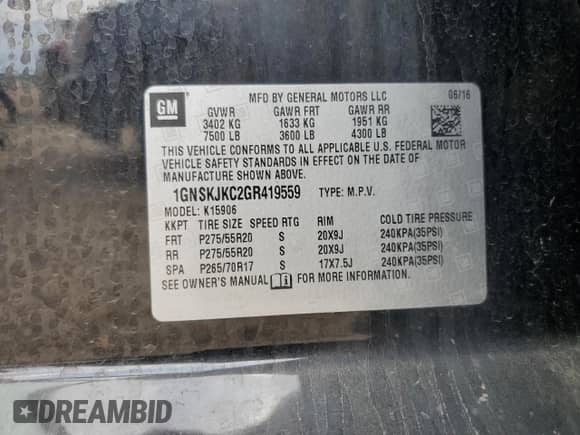 GM
MFD BY GENERAL MOTORS LLC 06/16
GVWR GAWR FRT GAWR RR
3402 KG 1633 KG 1951 KG
7500 LB 3600 LB 4300 LB
THIS VEHICLE CONFORMS TO ALL APPLICABLE U.S. FEDERAL MOTOR
VEHICLE SAFETY STANDARDS IN EFFECT ON THE DATE OF
MANUFACTURE SHOWN ABOVE.
1GNSKJKC2GR419559 TYPE: M.P.V.
MODEL: K15906
KKPT TIRE SIZE SPEED RTG RIM COLD TIRE PRESSURE
FRT P275/55R20 S 20X9J 240KPA(35PSI)
RR P275/55R20 S 20X9J 240KPA(35PSI)
SPA P265/70R17 S 17X7.5J 240KPA(35PSI)
SEE OWNER'S MANUAL FOR MORE INFORMATION.
DREAMBID